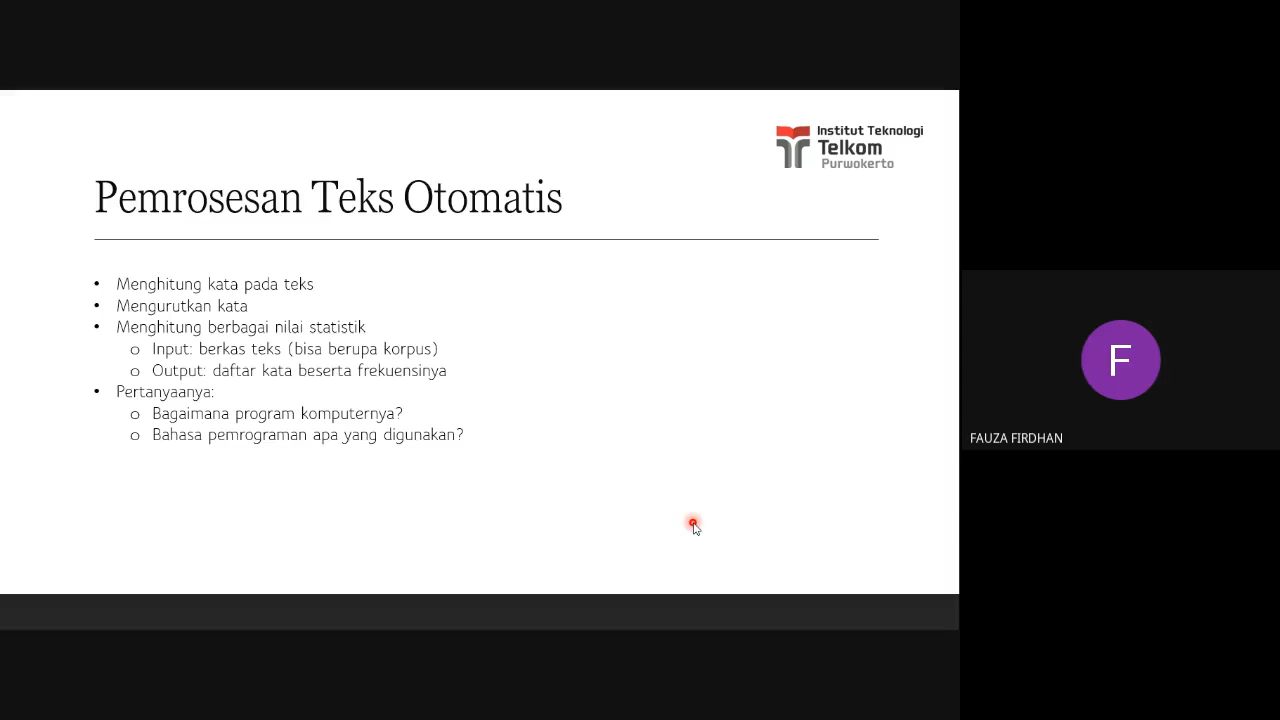 Institut Teknologi
Telkom
Purwokerto
Pemrosesan Teks Otomatis
• Menghitung kata pada teks
• Mengurutkan kata
• Menghitung berbagai nilai statistik
o Input: berkas teks (bisa berupa korpus)
o Output: daftar kata beserta frekuensinya
• Pertanyaanya:
o Bagaimana program komputernya?
o Bahasa pemrograman apa yang digunakan?
F
FAUZA FIRDHAN